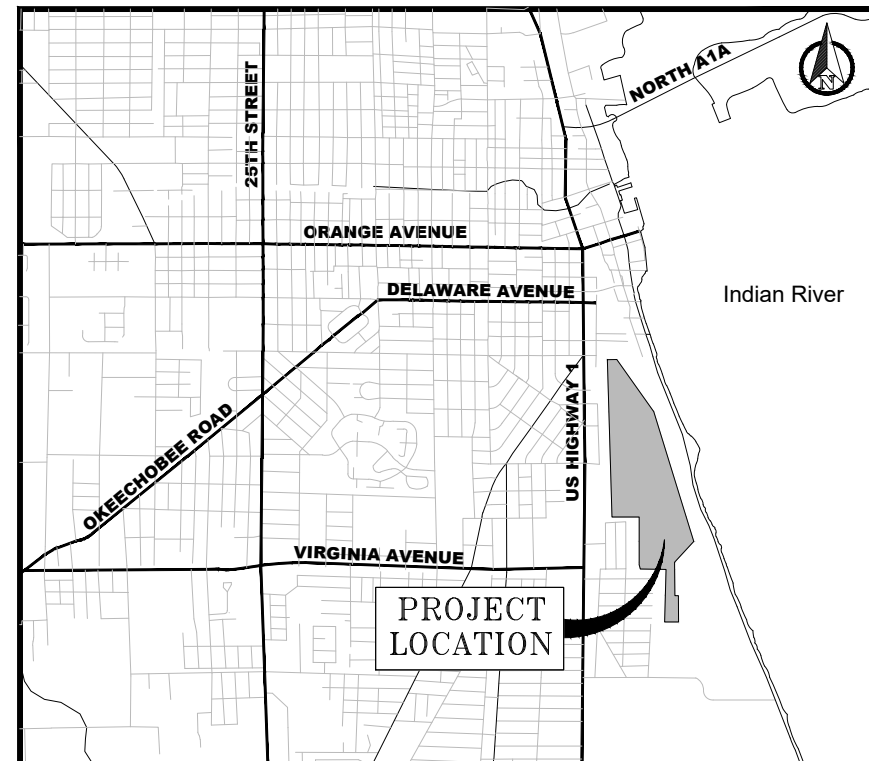 25TH STREET
NORTH A1A
N
ORANGE AVENUE
DELAWARE AVENUE
Indian River
US HIGHWAY 1
OKEECHOBEE ROAD
VIRGINIA AVENUE
PROJECT
LOCATION